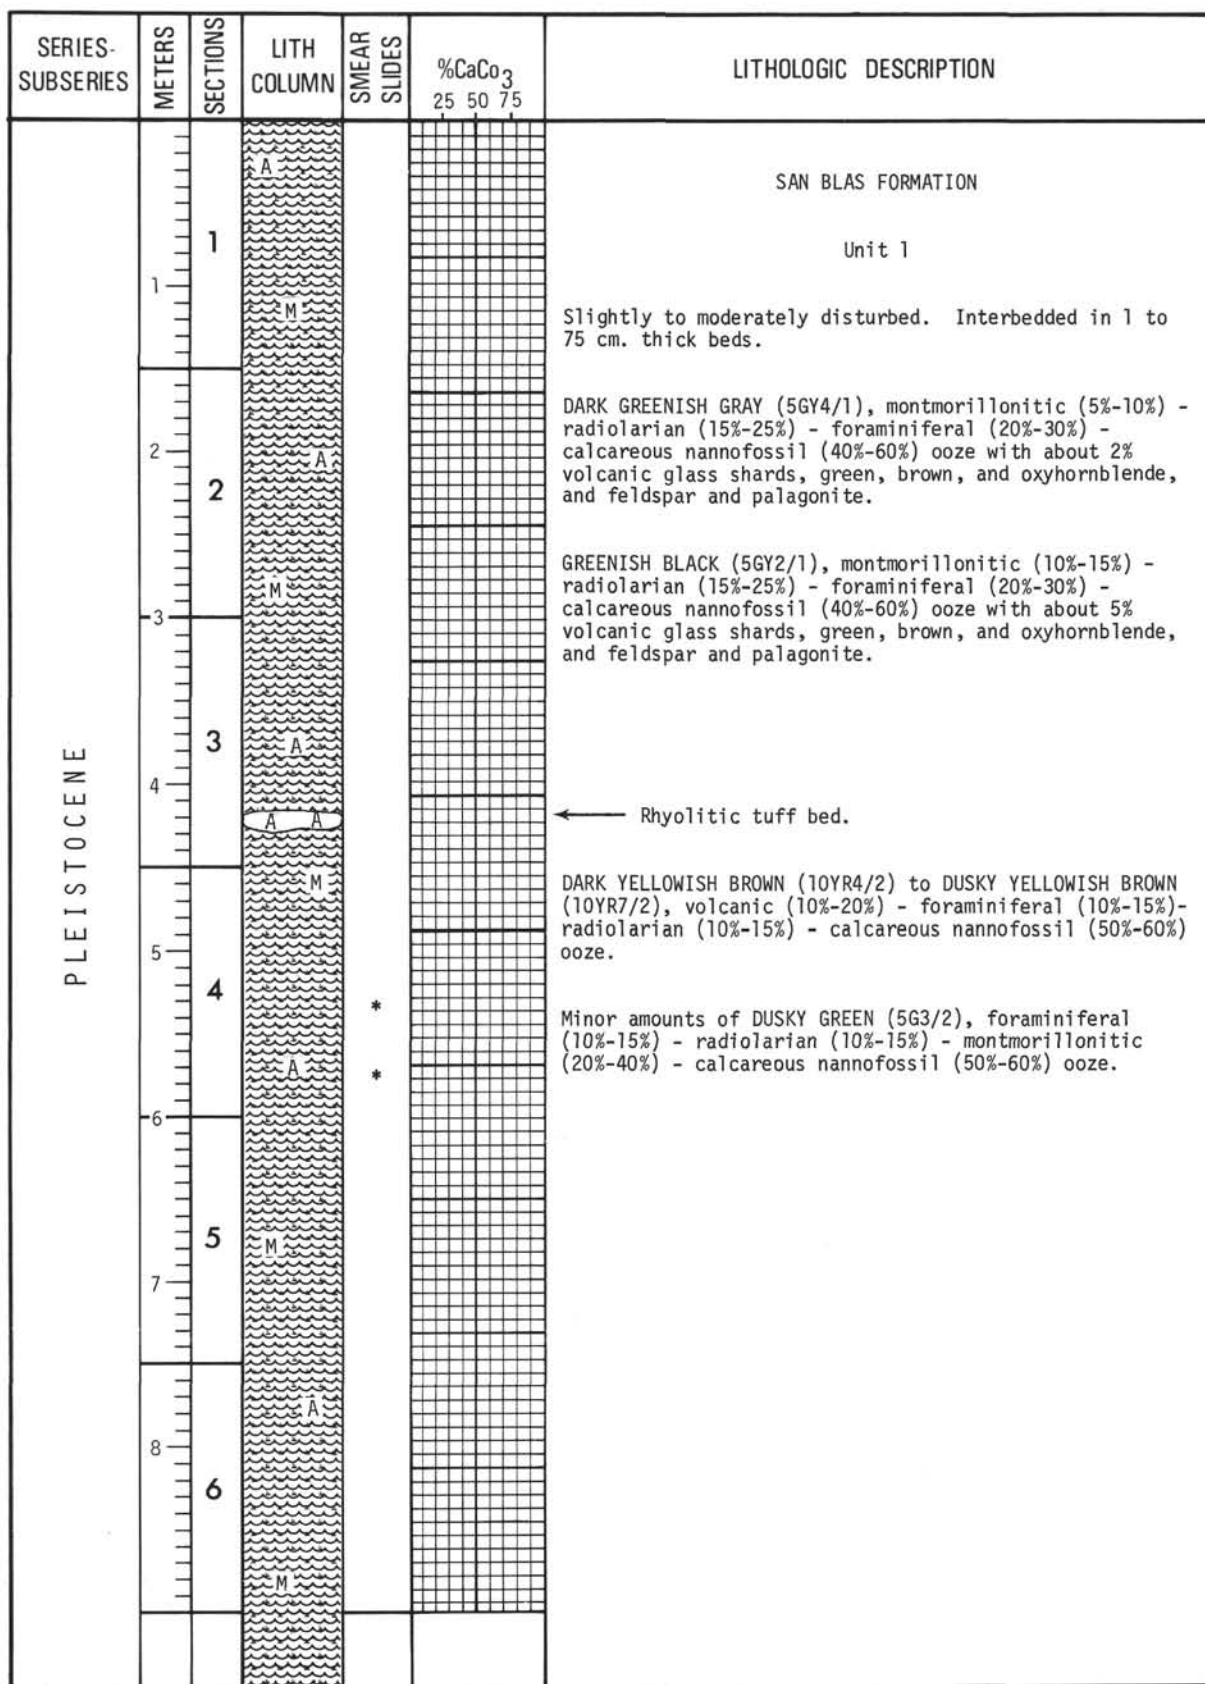 SERIES-
SUBSERIES
METERS
SECTIONS
LITH
COLUMN
SMEAR
SLIDES
%CaCo3
25 50 75
LITHOLOGIC DESCRIPTION
PLEISTOCENE
1
2
3
4
5
6
7
8
1
2
3
4
5
6
A
M
A
M
A
A A
M
A
M
A
M
*
*
SAN BLAS FORMATION
Unit 1
Slightly to moderately disturbed. Interbedded in 1 to
75 cm. thick beds.
DARK GREENISH GRAY (5GY4/1), montmorillonitic (5%-10%) -
radiolarian (15%-25%) - foraminiferal (20%-30%) -
calcareous nannofossil (40%-60%) ooze with about 2%
volcanic glass shards, green, brown, and oxyhornblende,
and feldspar and palagonite.
GREENISH BLACK (5GY2/1), montmorillonitic (10%-15%) -
radiolarian (15%-25%) - foraminiferal (20%-30%) -
calcareous nannofossil (40%-60%) ooze with about 5%
volcanic glass shards, green, brown, and oxyhornblende,
and feldspar and palagonite.
Rhyolitic tuff bed.
DARK YELLOWISH BROWN (10YR4/2) to DUSKY YELLOWISH BROWN
(10YR7/2), volcanic (10%-20%) - foraminiferal (10%-15%)-
radiolarian (10%-15%) - calcareous nannofossil (50%-60%)
ooze.
Minor amounts of DUSKY GREEN (5G3/2), foraminiferal
(10%-15%) - radiolarian (10%-15%) - montmorillonitic
(20%-40%) - calcareous nannofossil (50%-60%) ooze.